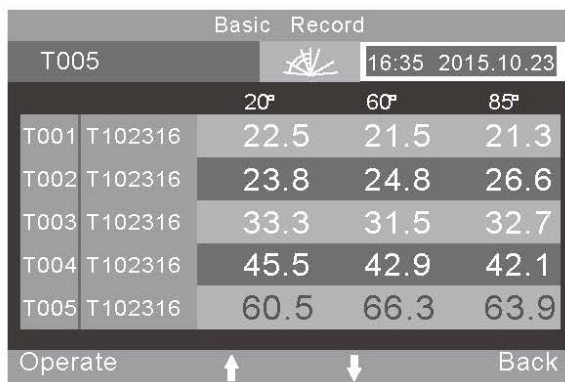 Basic Record
T005 16:35 2015.10.23
20° 60° 85°
T001 T102316 22.5 21.5 21.3
T002 T102316 23.8 24.8 26.6
T003 T102316 33.3 31.5 32.7
T004 T102316 45.5 42.9 42.1
T005 T102316 60.5 66.3 63.9
Operate Back